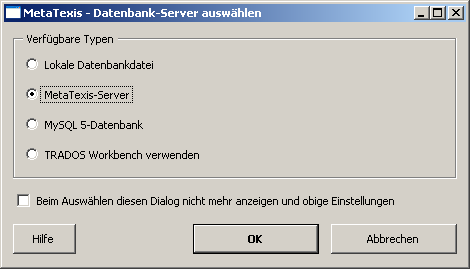 MetaTexis - Datenbank-Server auswählen
Verfügbare Typen
Lokale Datenbankdatei
MetaTexis-Server
MySQL 5-Datenbank
TRADOS Workbench verwenden
Beim Auswählen diesen Dialog nicht mehr anzeigen und obige Einstellungen
Hilfe
OK
Abbrechen